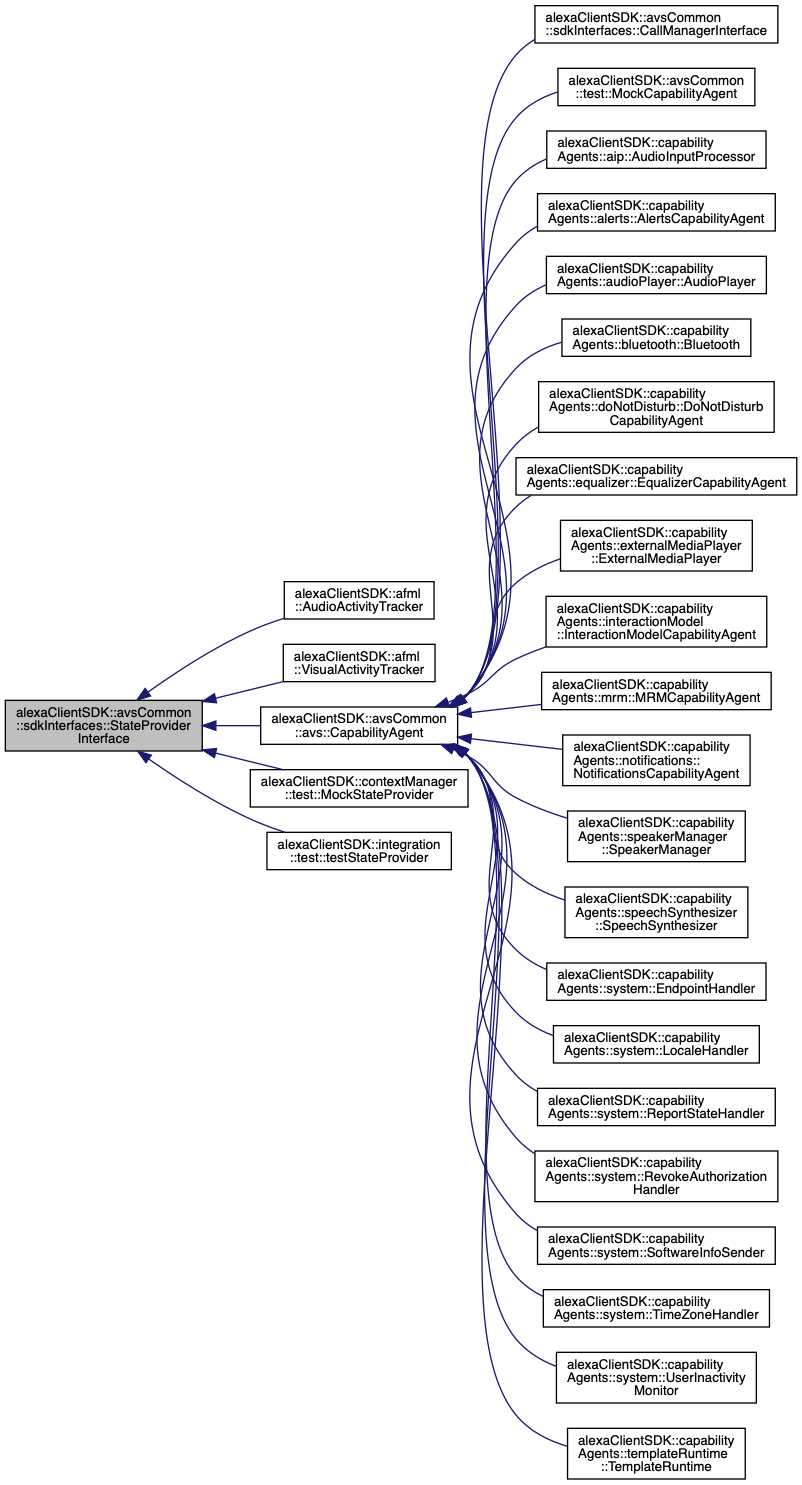 alexaClientSDK::avsCommon
::sdkInterfaces::CallManagerInterface
alexaClientSDK::avsCommon
::test::MockCapabilityAgent
alexaClientSDK::capability
Agents::aip::AudioInputProcessor
alexaClientSDK::capability
Agents::alerts::AlertsCapabilityAgent
alexaClientSDK::capability
Agents::audioPlayer::AudioPlayer
alexaClientSDK::capability
Agents::bluetooth::Bluetooth
alexaClientSDK::capability
Agents::doNotDisturb::DoNotDisturb
CapabilityAgent
alexaClientSDK::capability
Agents::equalizer::EqualizerCapabilityAgent
alexaClientSDK::capability
Agents::externalMediaPlayer
::ExternalMediaPlayer
alexaClientSDK::afml
::AudioActivityTracker
alexaClientSDK::capability
Agents::interactionModel
::InteractionModelCapabilityAgent
alexaClientSDK::afml
::VisualActivityTracker
alexaClientSDK::capability
Agents::mrm::MRMCapabilityAgent
alexaClientSDK::avsCommon
::sdkInterfaces::StateProvider
Interface
alexaClientSDK::avsCommon
::avs::CapabilityAgent
alexaClientSDK::capability
Agents::notifications::
NotificationsCapabilityAgent
alexaClientSDK::contextManager
::test::MockStateProvider
alexaClientSDK::capability
Agents::speakerManager
::SpeakerManager
alexaClientSDK::integration
::test::testStateProvider
alexaClientSDK::capability
Agents::speechSynthesizer
::SpeechSynthesizer
alexaClientSDK::capability
Agents::system::EndpointHandler
alexaClientSDK::capability
Agents::system::LocaleHandler
alexaClientSDK::capability
Agents::system::ReportStateHandler
alexaClientSDK::capability
Agents::system::RevokeAuthorization
Handler
alexaClientSDK::capability
Agents::system::SoftwareInfoSender
alexaClientSDK::capability
Agents::system::TimeZoneHandler
alexaClientSDK::capability
Agents::system::UserInactivity
Monitor
alexaClientSDK::capability
Agents::templateRuntime
::TemplateRuntime